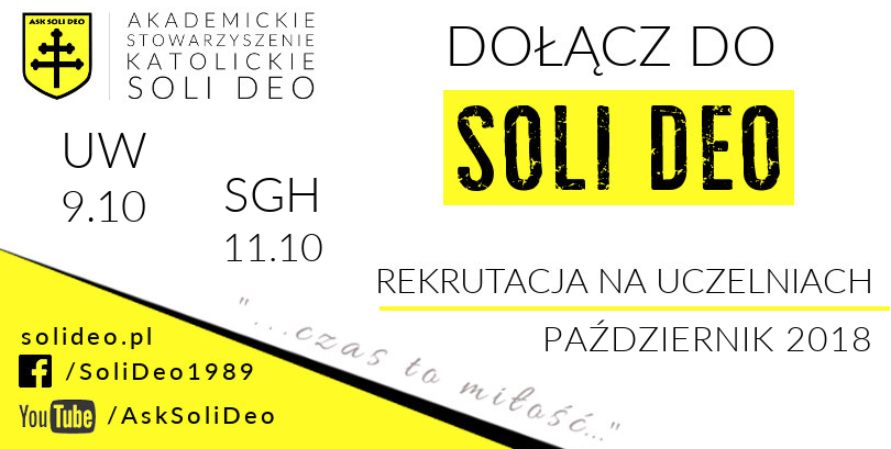 ASK SOLI DEO
AKADEMICKIE
STOWARZYSZENIE
KATOLICKIE
SOLI DEO
DOŁĄCZ DO
SOLI DEO
UW
9.10
SGH
11.10
REKRUTACJA NA UCZELNIACH
PAŹDZIERNIK 2018
"...czas to miłość..."
solideo.pl
/SoliDeo1989
YouTube /AskSoliDeo